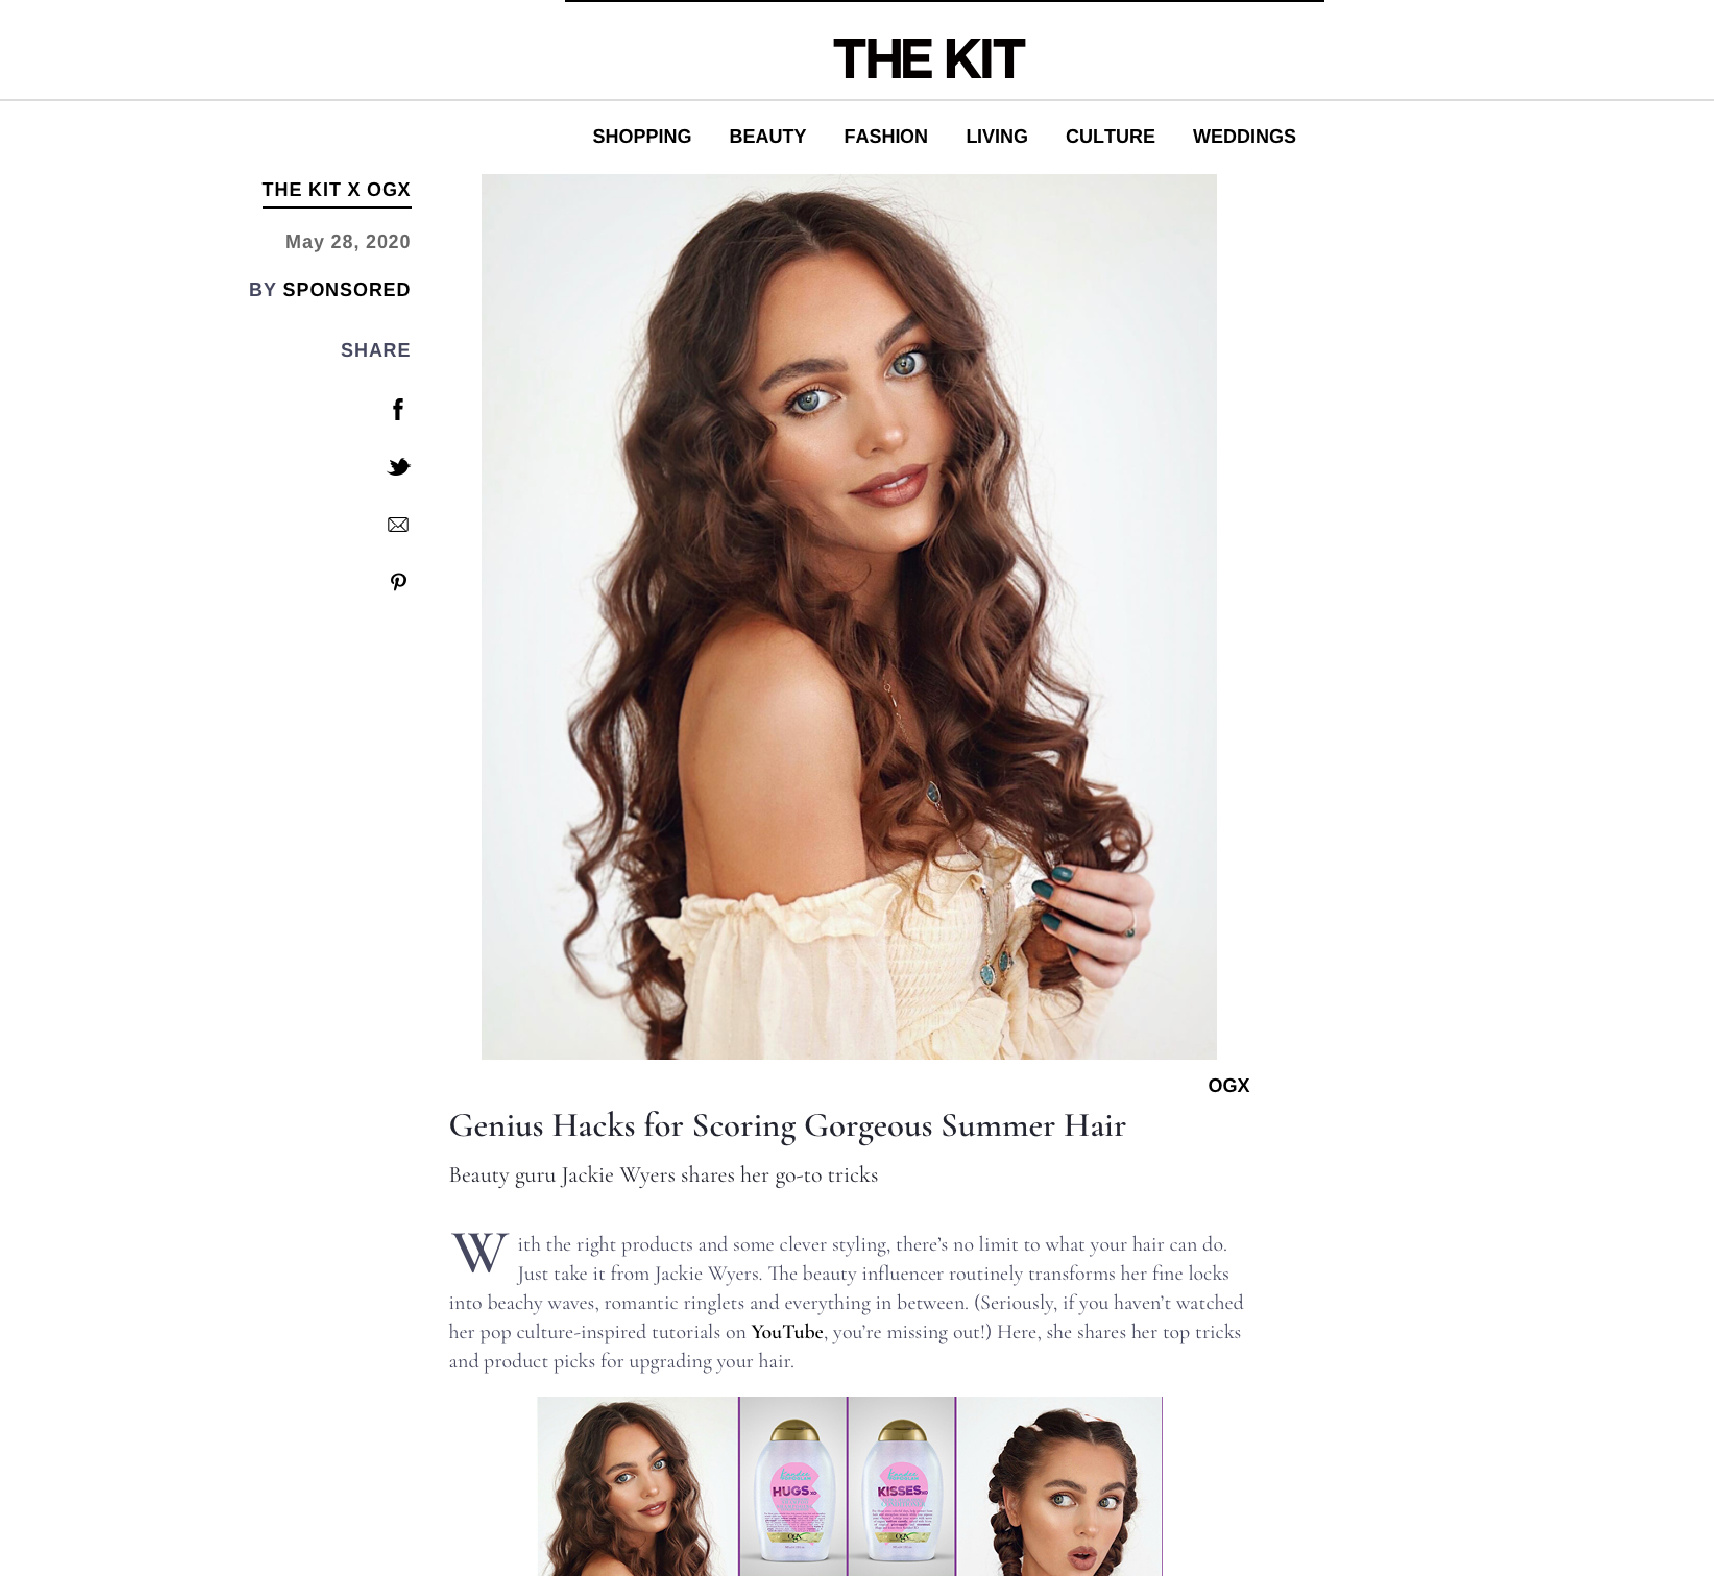 THE KIT
SHOPPING BEAUTY FASHION LIVING CULTURE WEDDINGS
THE KIT X OGX
May 28, 2020
BY SPONSORED
SHARE
OGX
Genius Hacks for Scoring Gorgeous Summer Hair
Beauty guru Jackie Wyers shares her go-to tricks
With the right products and some clever styling, there’s no limit to what your hair can do.
Just take it from Jackie Wyers. The beauty influencer routinely transforms her fine locks
into beachy waves, romantic ringlets and everything in between. (Seriously, if you haven’t watched
her pop culture-inspired tutorials on YouTube, you’re missing out!) Here, she shares her top tricks
and product picks for upgrading your hair.
HUGS XO
ogx
KISSES XO
ogx